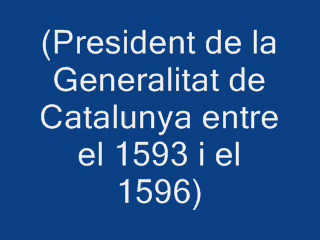 (President de la
Generalitat de
Catalunya entre
el 1593 i el
1596)